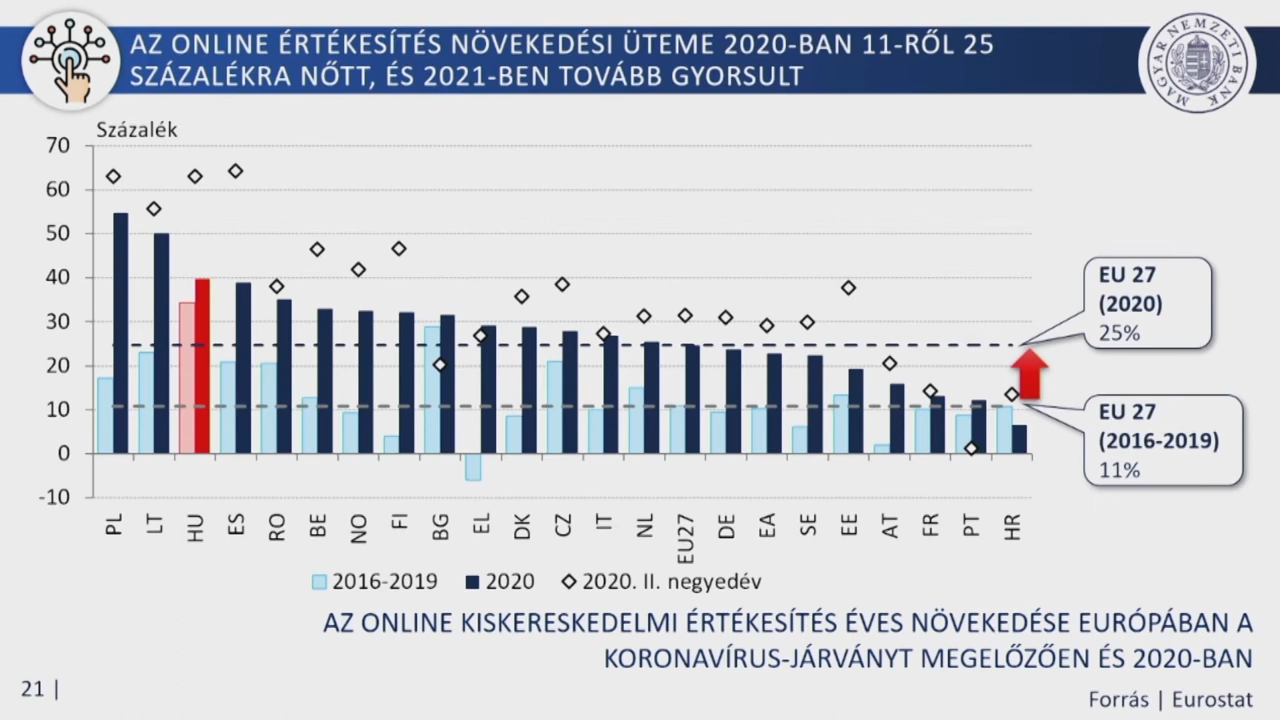 AZ ONLINE ÉRTÉKESÍTÉS NÖVEKEDÉSI ÜTEME 2020-BAN 11-RŐL 25
SZÁZALÉKRA NŐTT, ÉS 2021-BEN TOVÁBB GYORSULT
MAGYAR NEMZETI BANK
Százalék
70
60
50
40
30
20
10
0
-10
PL LT HU ES RO BE NO FI BG EL DK CZ IT NL EU27 DE EA SE EE AT FR PT HR
EU 27
(2020)
25%
EU 27
(2016-2019)
11%
2016-2019 2020 2020. II. negyedév
AZ ONLINE KISKERESKEDELMI ÉRTÉKESÍTÉS ÉVES NÖVEKEDÉSE EURÓPÁBAN A
KORONAVÍRUS-JÁRVÁNYT MEGELŐZŐEN ÉS 2020-BAN
21 |
Forrás | Eurostat